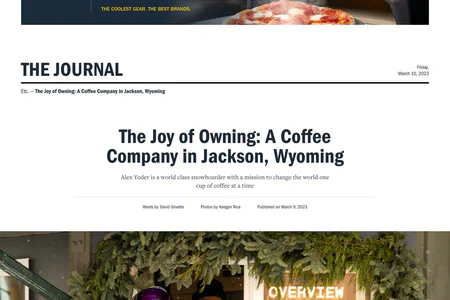 THE COOLEST GEAR. THE BEST BRANDS.
THE JOURNAL
Friday,
March 10, 2023
Etc. — The Joy of Owning: A Coffee Company in Jackson, Wyoming
The Joy of Owning: A Coffee
Company in Jackson, Wyoming
Alex Yoder is a world class snowboarder with a mission to change the world one
cup of coffee at a time
Words by David Gonette Photos by Keegan Rice Published on March 9, 2023
OVERVIEW